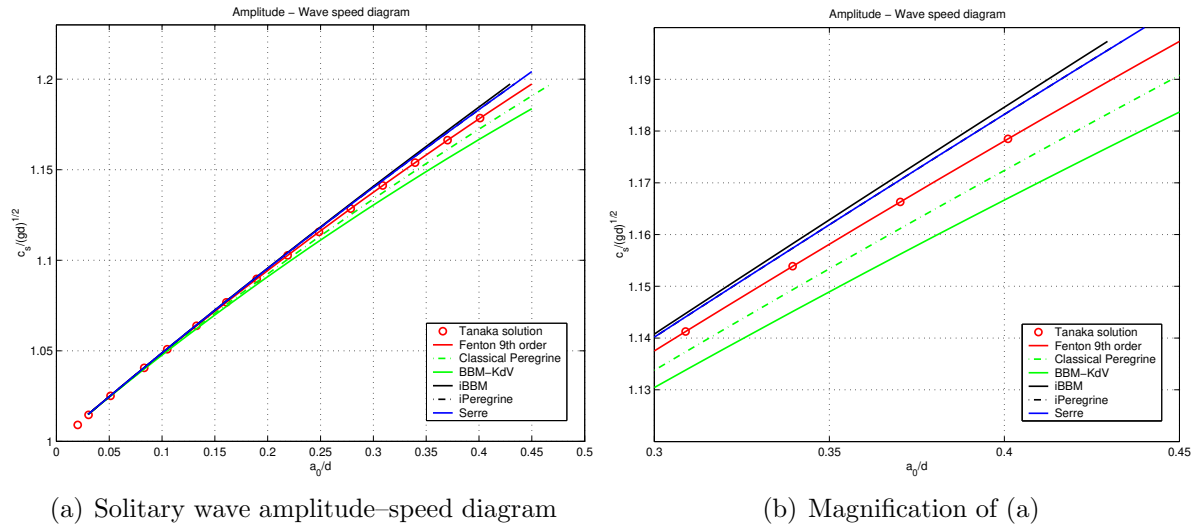 Amplitude − Wave speed diagram
c_s/(gd)^{1/2}
1.2
1.15
1.1
1.05
1
0
0.05
0.1
0.15
0.2
0.25
0.3
0.35
0.4
0.45
0.5
a_0/d
Tanaka solution
Fenton 9th order
Classical Peregrine
BBM−KdV
iBBM
iPeregrine
Serre
(a) Solitary wave amplitude–speed diagram
Amplitude − Wave speed diagram
c_s/(gd)^{1/2}
1.19
1.18
1.17
1.16
1.15
1.14
1.13
0.3
0.35
0.4
0.45
a_0/d
Tanaka solution
Fenton 9th order
Classical Peregrine
BBM−KdV
iBBM
iPeregrine
Serre
(b) Magnification of (a)